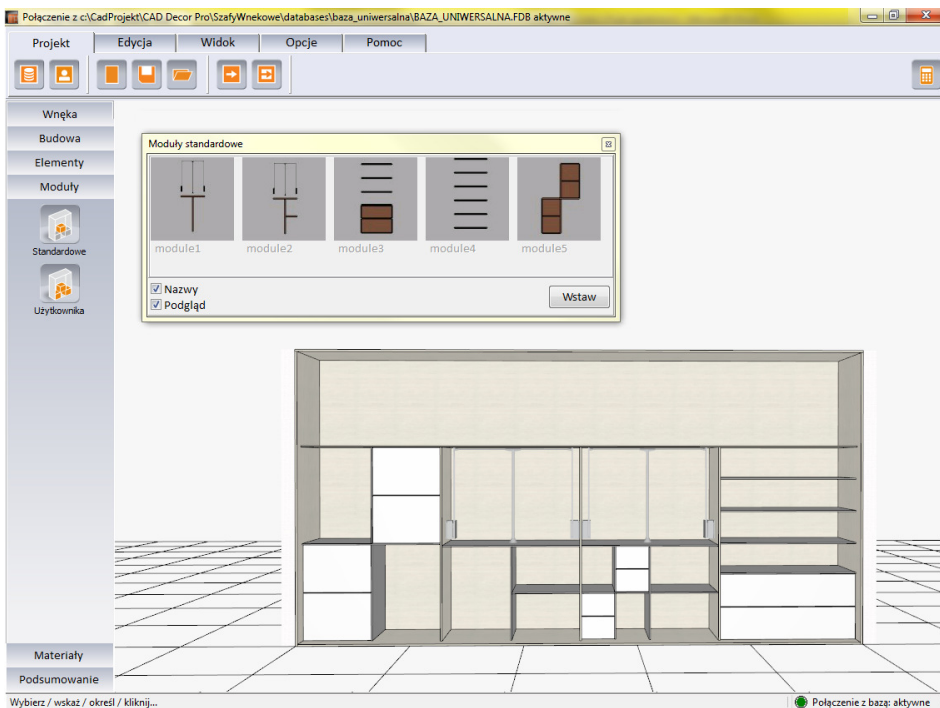 Połączenie z c:\CadProjekt\CAD Decor Pro\SzafyWnekowe\databases\baza_uniwersalna\BAZA_UNIWERSALNA.FDB aktywne
Projekt Edycja Widok Opcje Pomoc
Wnęka
Budowa
Elementy
Moduły
Standardowe
Użytkownika
Moduły standardowe
module1 module2 module3 module4 module5
Nazwy
Podgląd
Wstaw
Materiały
Podsumowanie
Wybierz / wskaż / określ / kliknij...
Połączenie z bazą: aktywne